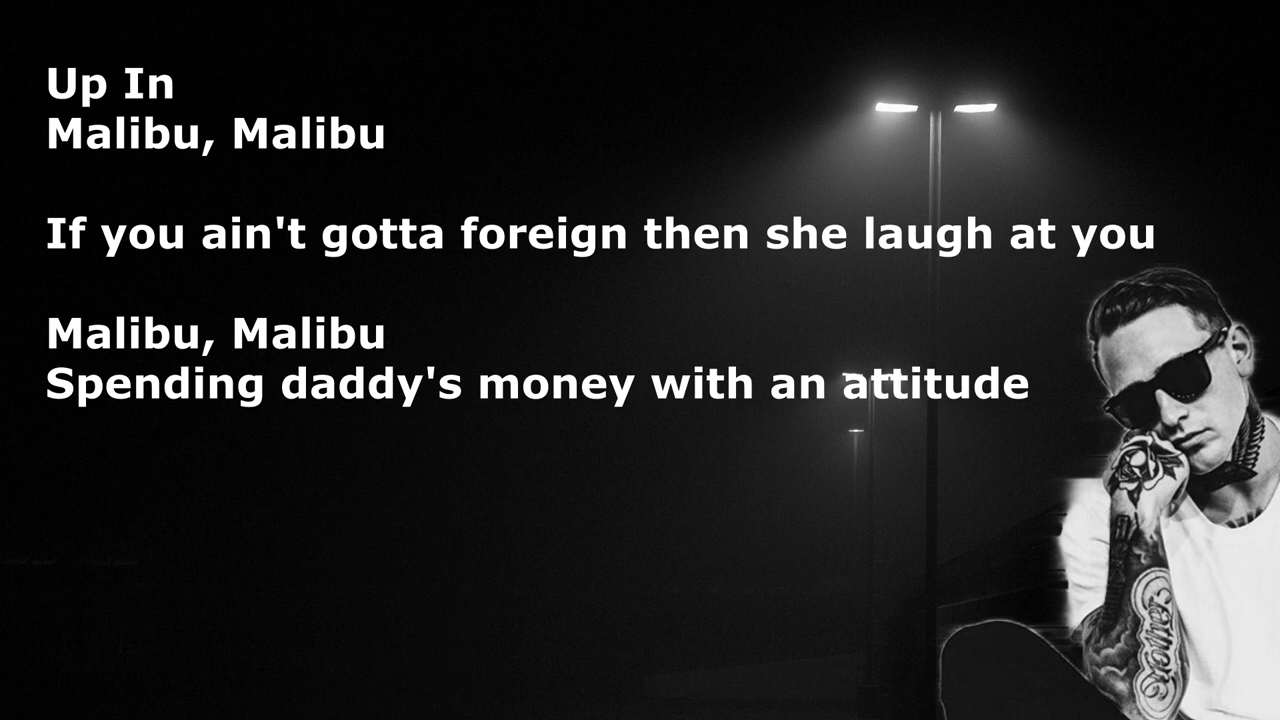 Up In
Malibu, Malibu
If you ain't gotta foreign then she laugh at you
Malibu, Malibu
Spending daddy's money with an attitude